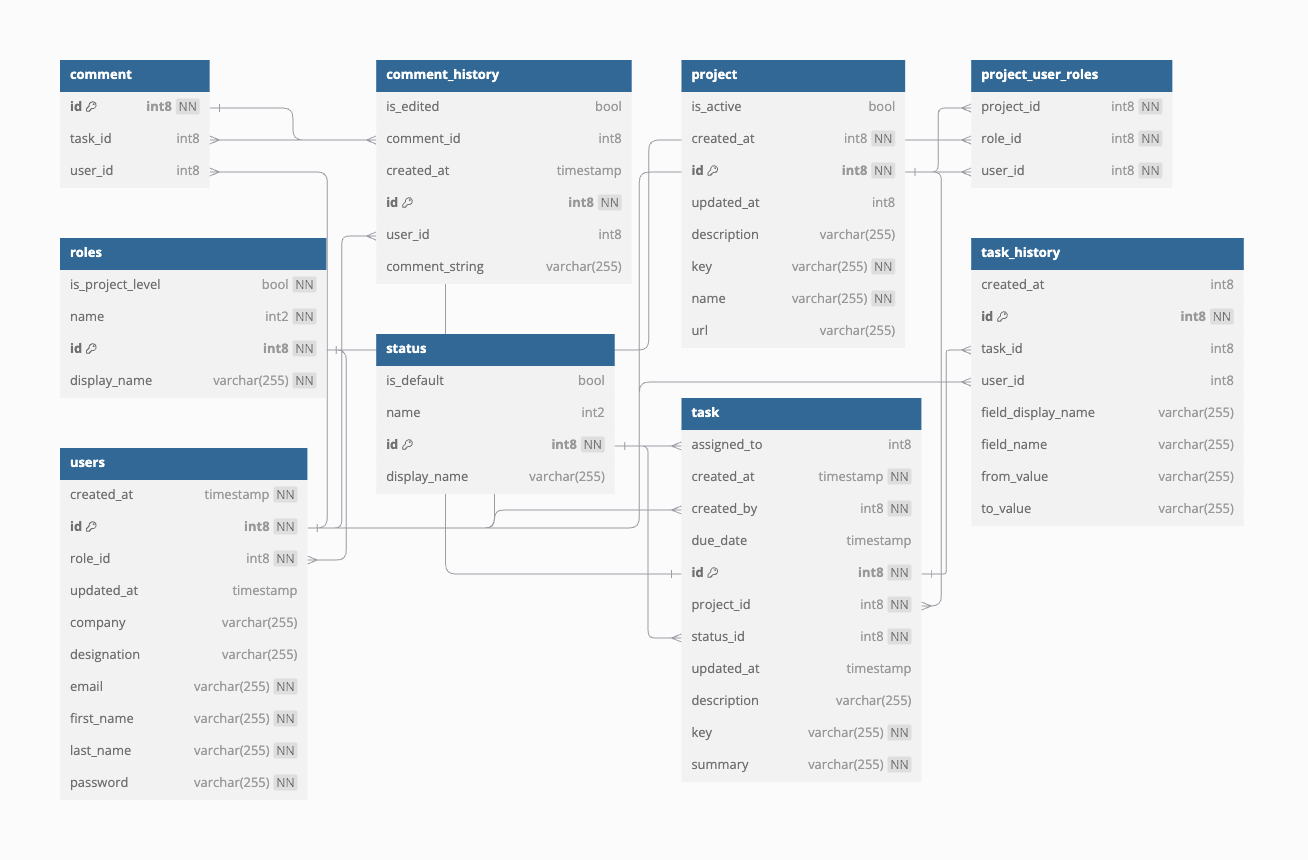 comment
id int8 NN
task_id int8
user_id int8
comment_history
is_edited bool
comment_id int8
created_at timestamp
id int8 NN
user_id int8
comment_string varchar(255)
project
is_active bool
created_at int8 NN
id int8 NN
updated_at int8
description varchar(255)
key varchar(255) NN
name varchar(255) NN
url varchar(255)
project_user_roles
project_id int8 NN
role_id int8 NN
user_id int8 NN
roles
is_project_level bool NN
name int2 NN
id int8 NN
display_name varchar(255) NN
status
is_default bool
name int2
id int8 NN
display_name varchar(255)
task_history
created_at int8
id int8 NN
task_id int8
user_id int8
field_display_name varchar(255)
field_name varchar(255)
from_value varchar(255)
to_value varchar(255)
users
created_at timestamp NN
id int8 NN
role_id int8 NN
updated_at timestamp
company varchar(255)
designation varchar(255)
email varchar(255) NN
first_name varchar(255) NN
last_name varchar(255) NN
password varchar(255) NN
task
assigned_to int8
created_at timestamp NN
created_by int8 NN
due_date timestamp
id int8 NN
project_id int8 NN
status_id int8 NN
updated_at timestamp
description varchar(255)
key varchar(255) NN
summary varchar(255) NN